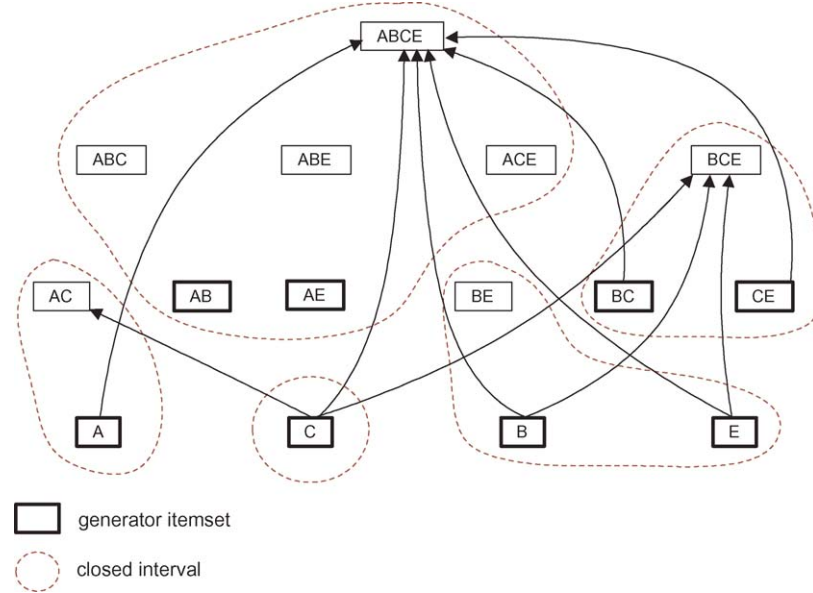 ABCE
ABC
ABE
ACE
BCE
AC
AB
AE
BE
BC
CE
A
C
B
E
generator itemset
closed interval